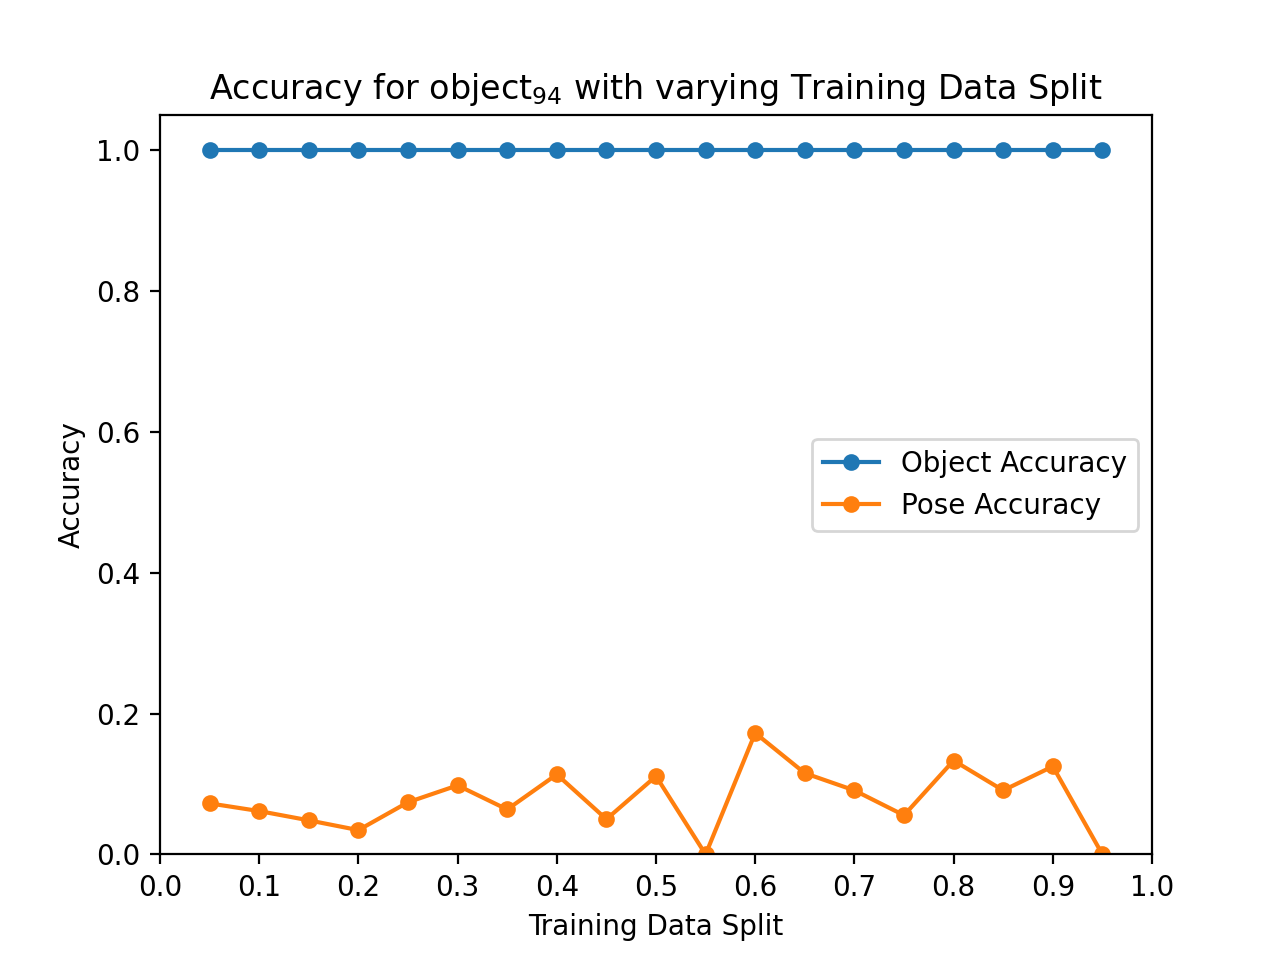 Accuracy for object₉₄ with varying Training Data Split
1.0
0.8
0.6
0.4
0.2
0.0
Accuracy
Object Accuracy
Pose Accuracy
0.0 0.1 0.2 0.3 0.4 0.5 0.6 0.7 0.8 0.9 1.0
Training Data Split